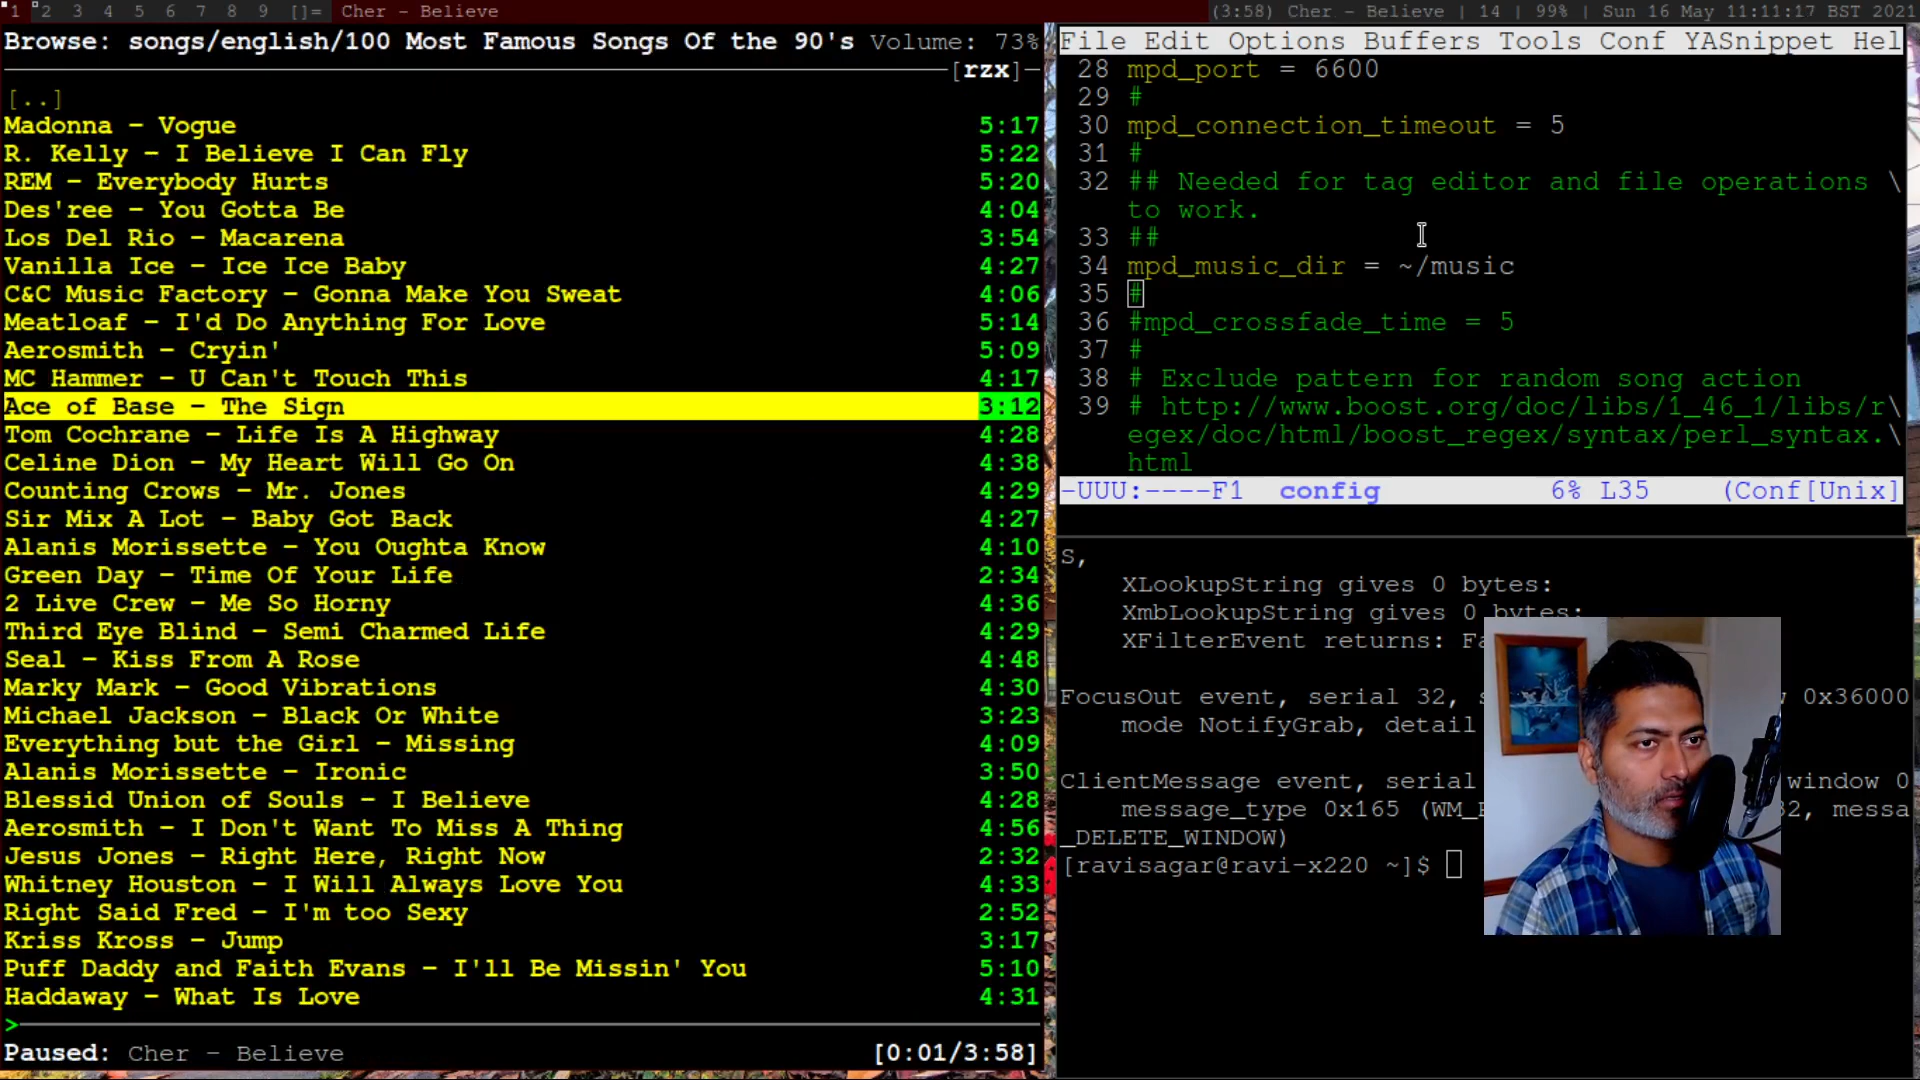 1 2 3 4 5 6 7 8 9 []= Cher - Believe (3:58) Cher - Believe | 14 | 99% | Sun 16 May 11:11:17 BST 2021
Browse: songs/english/100 Most Famous Songs Of the 90's Volume: 73%
[rzx]
[..]
Madonna - Vogue 5:17
R. Kelly - I Believe I Can Fly 5:22
REM - Everybody Hurts 5:20
Des'ree - You Gotta Be 4:04
Los Del Rio - Macarena 3:54
Vanilla Ice - Ice Ice Baby 4:27
C&C Music Factory - Gonna Make You Sweat 4:06
Meatloaf - I'd Do Anything For Love 5:14
Aerosmith - Cryin' 5:09
MC Hammer - U Can't Touch This 4:17
Ace of Base - The Sign 3:12
Tom Cochrane - Life Is A Highway 4:28
Celine Dion - My Heart Will Go On 4:38
Counting Crows - Mr. Jones 4:29
Sir Mix A Lot - Baby Got Back 4:27
Alanis Morissette - You Oughta Know 4:10
Green Day - Time Of Your Life 2:34
2 Live Crew - Me So Horny 4:36
Third Eye Blind - Semi Charmed Life 4:29
Seal - Kiss From A Rose 4:48
Marky Mark - Good Vibrations 4:30
Michael Jackson - Black Or White 3:23
Everything but the Girl - Missing 4:09
Alanis Morissette - Ironic 3:50
Blessid Union of Souls - I Believe 4:28
Aerosmith - I Don't Want To Miss A Thing 4:56
Jesus Jones - Right Here, Right Now 2:32
Whitney Houston - I Will Always Love You 4:33
Right Said Fred - I'm too Sexy 2:52
Kriss Kross - Jump 3:17
Puff Daddy and Faith Evans - I'll Be Missin' You 5:10
Haddaway - What Is Love 4:31
>
Paused: Cher - Believe [0:01/3:58]
File Edit Options Buffers Tools Conf YASnippet Hel
28 mpd_port = 6600
29 #
30 mpd_connection_timeout = 5
31 #
32 ## Needed for tag editor and file operations \
to work.
33 ##
34 mpd_music_dir = ~/music
35 #
36 #mpd_crossfade_time = 5
37 #
38 # Exclude pattern for random song action
39 # http://www.boost.org/doc/libs/1_46_1/libs/r\
egex/doc/html/boost_regex/syntax/perl_syntax.\
html
-UUU:----F1 config 6% L35 (Conf[Unix]
S,
XLookupString gives 0 bytes:
XmbLookupString gives 0 bytes:
XFilterEvent returns: Fa
FocusOut event, serial 32, s 0x36000
mode NotifyGrab, detail
ClientMessage event, serial window 0
message_type 0x165 (WM_ 32, messa
_DELETE_WINDOW)
[ravisagar@ravi-x220 ~]$